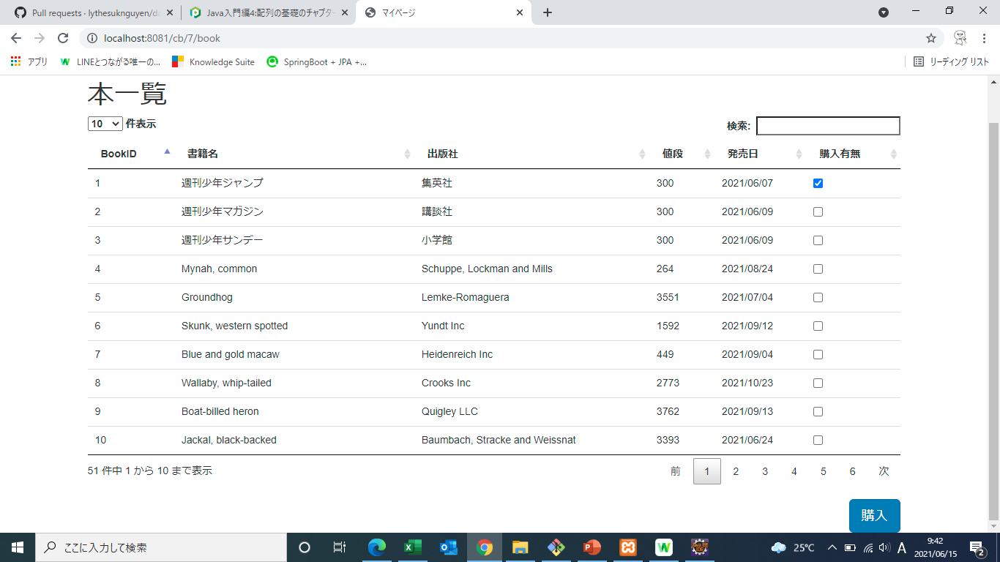 Pull requests · lythesuknguyen/d
Java入門編4:配列の基礎のチャプター
マイページ
localhost:8081/cb/7/book
アプリ
LINEとつながる唯一の...
Knowledge Suite
SpringBoot + JPA +...
リーディング リスト
本一覧
10 件表示
検索:
BookID 書籍名 出版社 値段 発売日 購入有無
1 週刊少年ジャンプ 集英社 300 2021/06/07
2 週刊少年マガジン 講談社 300 2021/06/09
3 週刊少年サンデー 小学館 300 2021/06/09
4 Mynah, common Schuppe, Lockman and Mills 264 2021/08/24
5 Groundhog Lemke-Romaguera 3551 2021/07/04
6 Skunk, western spotted Yundt Inc 1592 2021/09/12
7 Blue and gold macaw Heidenreich Inc 449 2021/09/04
8 Wallaby, whip-tailed Crooks Inc 2773 2021/10/23
9 Boat-billed heron Quigley LLC 3762 2021/09/13
10 Jackal, black-backed Baumbach, Stracke and Weissnat 3393 2021/06/24
51 件中 1 から 10 まで表示
前 1 2 3 4 5 6 次
購入
ここに入力して検索
25°C
A
9:42
2021/06/15
2